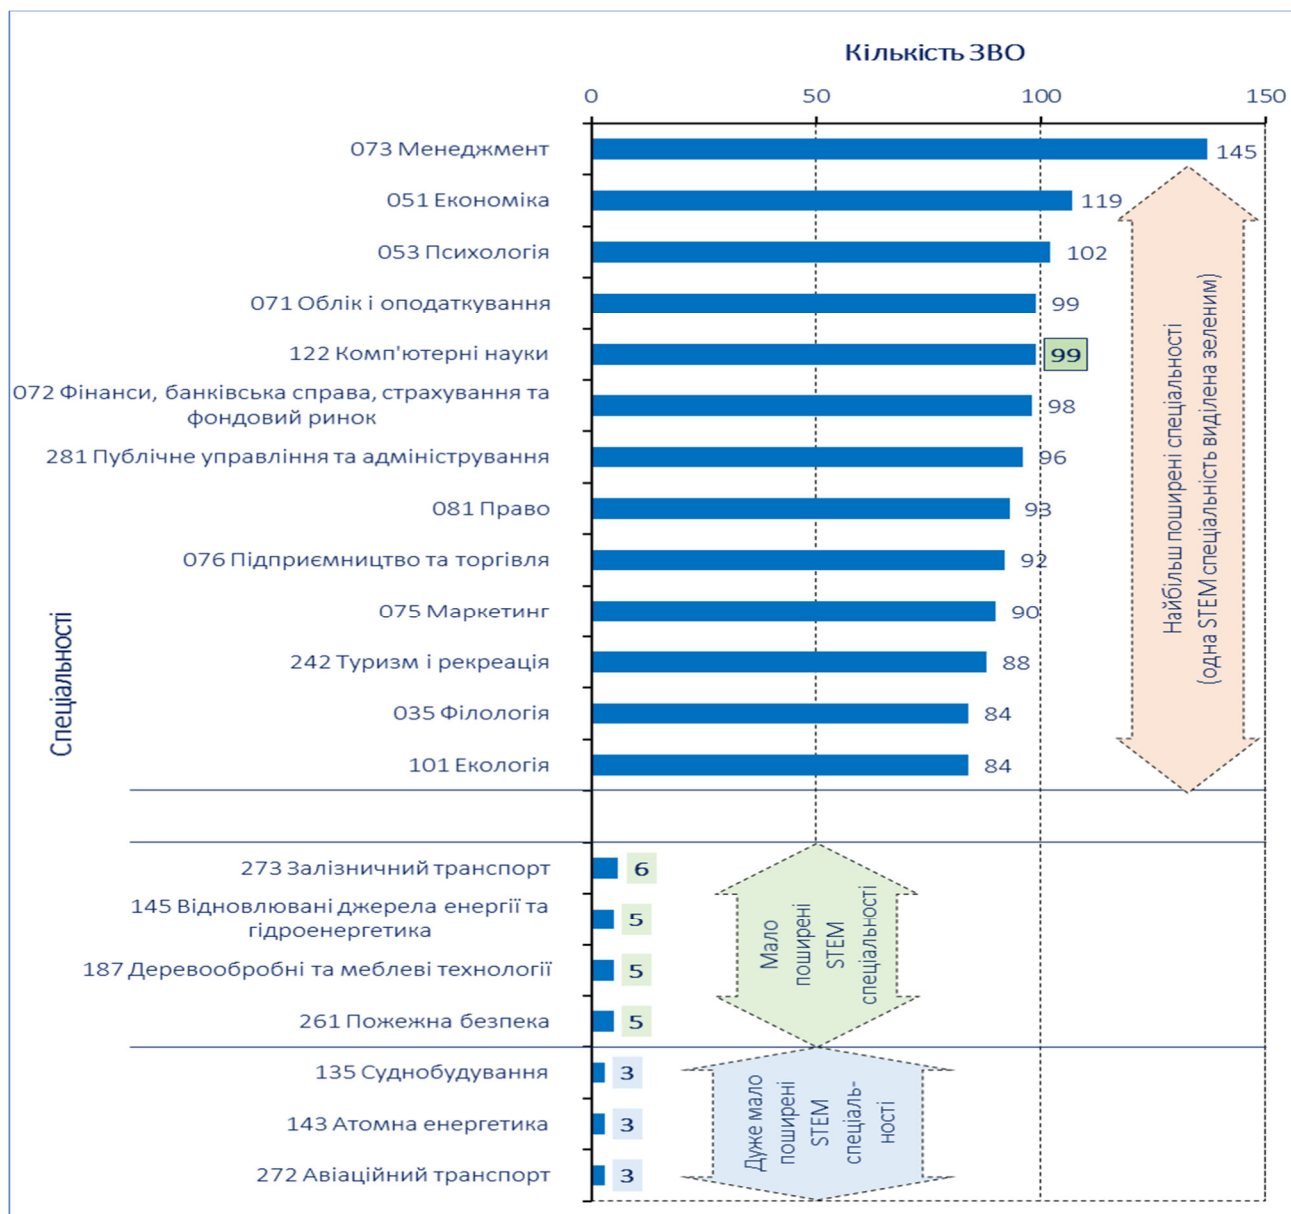 Кількість ЗВО
0 50 100 150
073 Менеджмент 145
051 Економіка 119
053 Психологія 102
071 Облік і оподаткування 99
122 Комп'ютерні науки 99
072 Фінанси, банківська справа, страхування та
фондовий ринок 98
281 Публічне управління та адміністрування 96
081 Право 93
076 Підприємництво та торгівля 92
075 Маркетинг 90
242 Туризм і рекреація 88
035 Філологія 84
101 Екологія 84
Найбільш поширені спеціальності
(одна STEM спеціальність виділена зеленим)
Спеціальності
273 Залізничний транспорт 6
145 Відновлювані джерела енергії та
гідроенергетика 5
187 Деревообробні та меблеві технології 5
261 Пожежна безпека 5
Мало
поширені
STEM
спеціальності
135 Суднобудування 3
143 Атомна енергетика 3
272 Авіаційний транспорт 3
Дуже мало
поширені
STEM
спеціаль-
ності